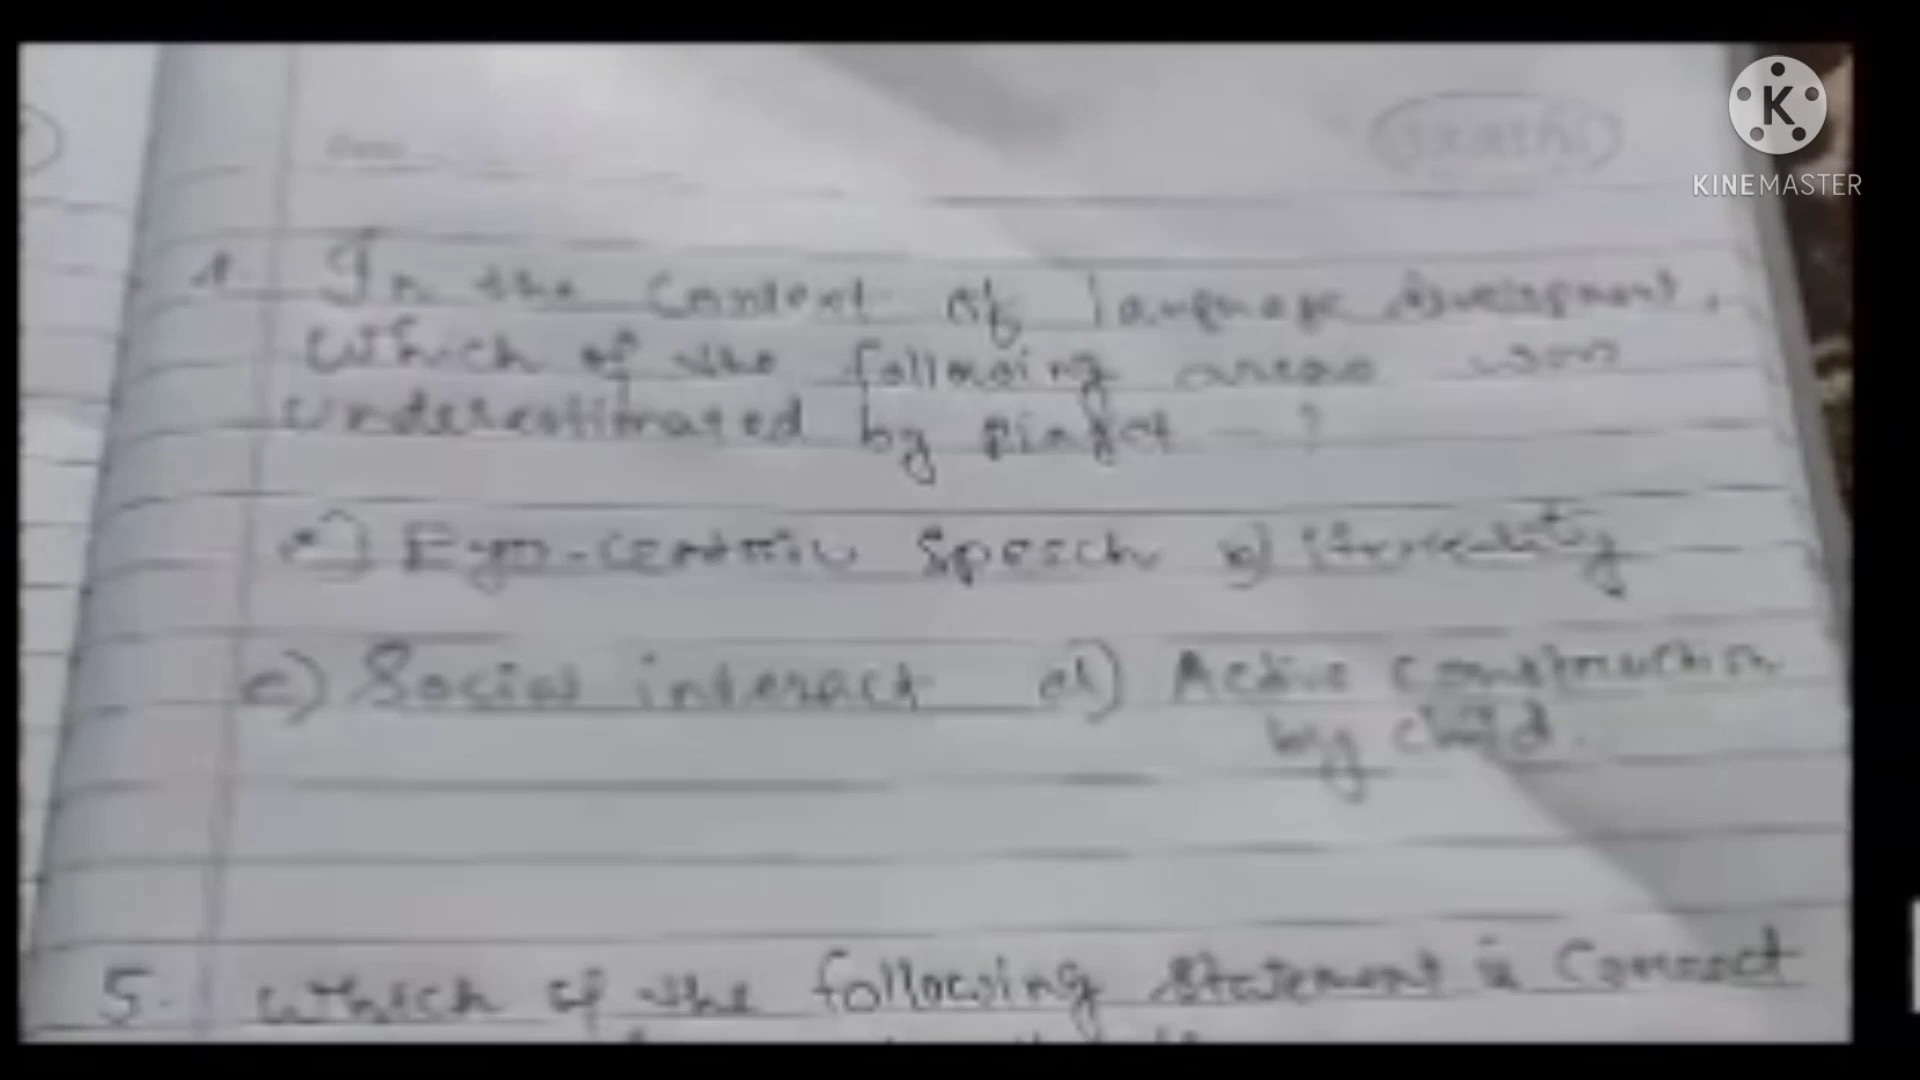 KINEMASTER
1. In the context of language development,
which of the following areas was
underestimated by piaget - ?
a) Ego-centric Speech b)
c) Social interact d) Active construction
by child.
5. which of the following statement is Correct